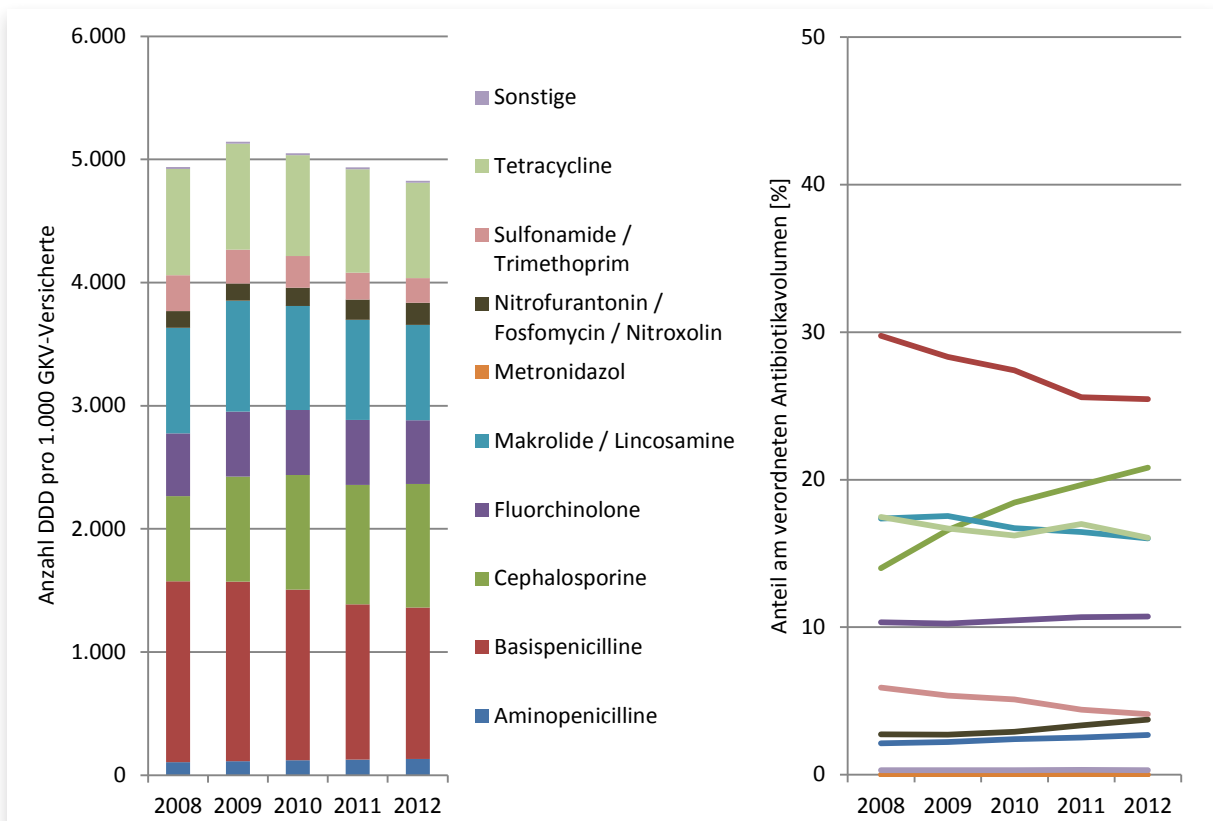 Anzahl DDD pro 1.000 GKV-Versicherte
6.000
5.000
4.000
3.000
2.000
1.000
0
2008 2009 2010 2011 2012
Sonstige
Tetracycline
Sulfonamide /
Trimethoprim
Nitrofurantonin /
Fosfomycin / Nitroxolin
Metronidazol
Makrolide / Lincosamine
Fluorchinolone
Cephalosporine
Basispenicilline
Aminopenicilline
Anteil am verordneten Antibiotikavolumen [%]
50
40
30
20
10
0
2008 2009 2010 2011 2012